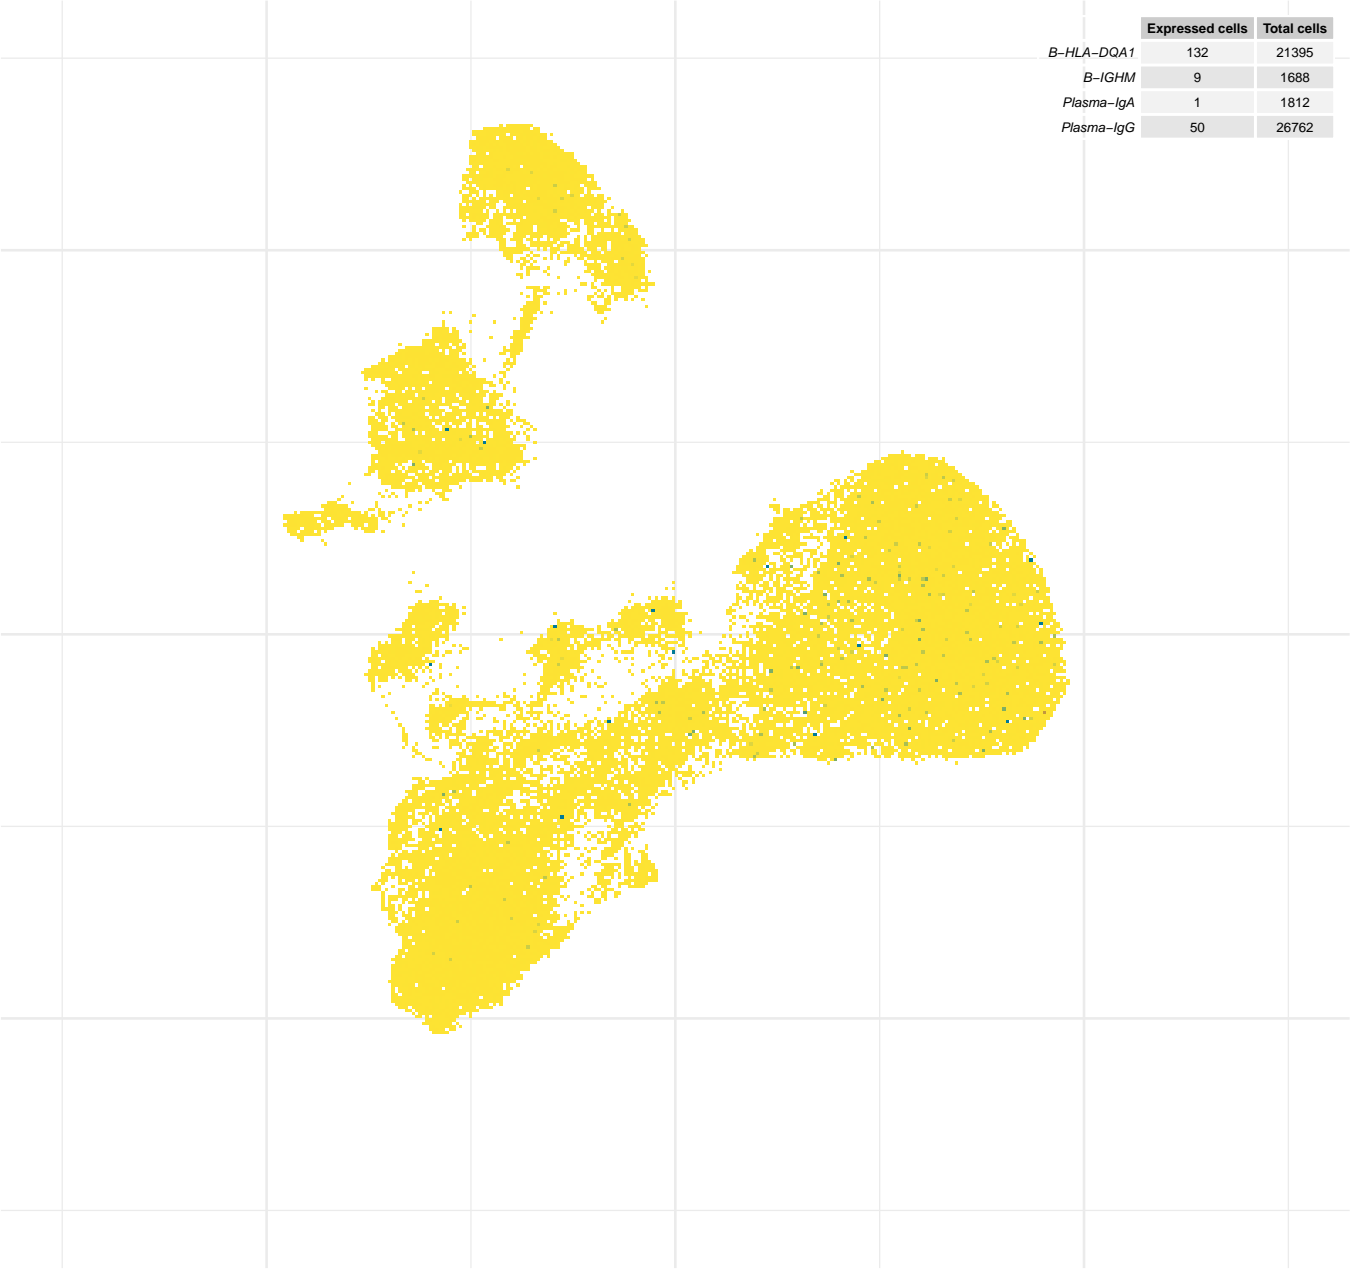 Expressed cells Total cells
B−HLA−DQA1 132 21395
B−IGHM 9 1688
Plasma−IgA 1 1812
Plasma−IgG 50 26762